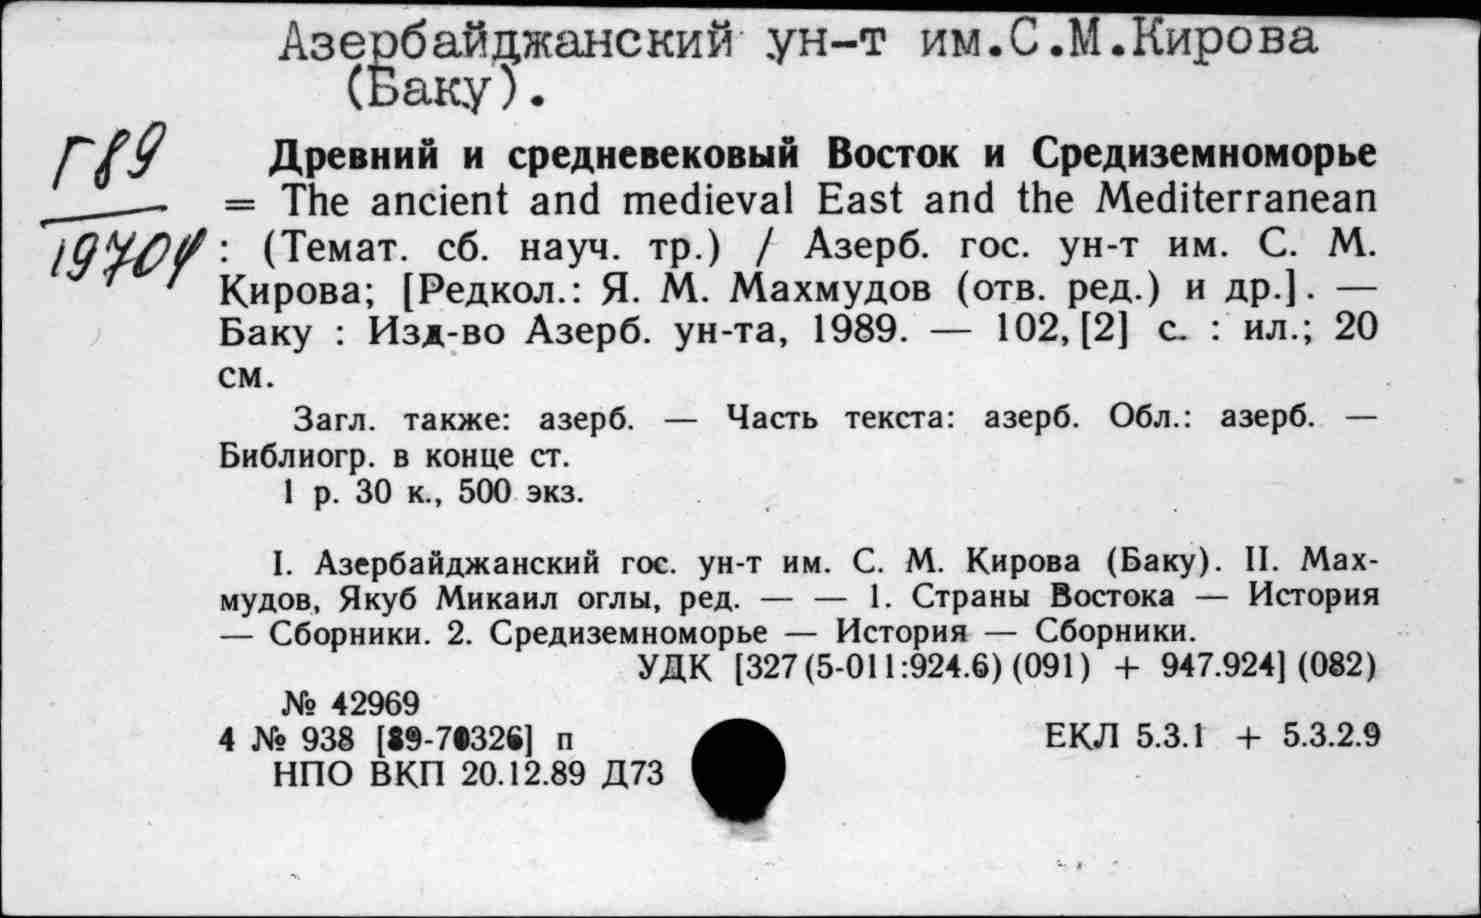 Азербайджанский ун-т им.С.М.Кирова
(Баку).
Г89
Древний и средневековый Восток и Средиземноморье
= The ancient and medieval East and the Mediterranean
: (Темат. сб. науч. тр.) / Азерб. гос. ун-т им. С. М.
Кирова; [Редкол.: Я. М. Махмудов (отв. ред.) и др.]. —
Баку : Изд-во Азерб. ун-та, 1989. — 102, [2] с. : ил.; 20
см.
Загл. также: азерб. — Часть текста: азерб. Обл.: азерб. —
Библиогр. в конце ст.
1 р. 30 к., 500 экз.
I. Азербайджанский гос. ун-т им. С. М. Кирова (Баку). II. Мах-
мудов, Якуб Микаил оглы, ред. — — 1. Страны Востока — История
— Сборники. 2. Средиземноморье — История — Сборники.
УДК [327(5-011:924.6)(091) + 947.924](082)
№ 42969
4 № 938 [89-70326] п
ЕКЛ 5.3.1 + 5.3.2.9
НПО ВКП 20.12.89 Д73